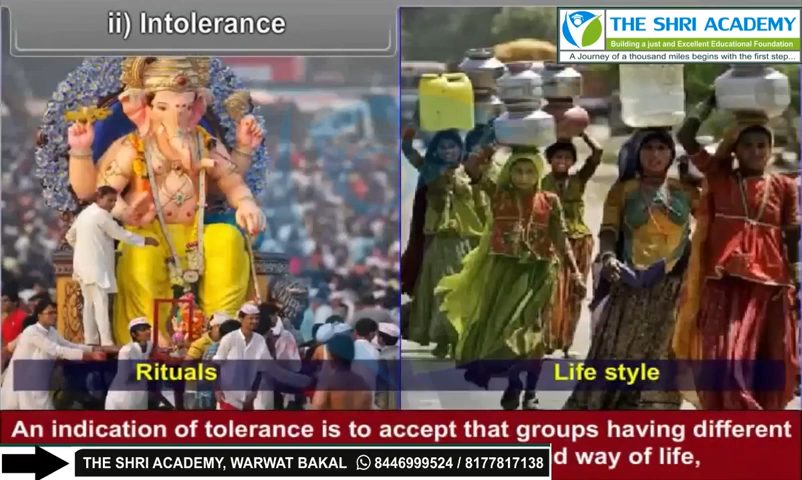 ii) Intolerance
THE SHRI ACADEMY
Building a just and Excellent Educational Foundation
A Journey of a thousand miles begins with the first step...
Rituals
Life style
An indication of tolerance is to accept that groups having different
d way of life,
THE SHRI ACADEMY, WARWAT BAKAL 8446999524 / 8177817138